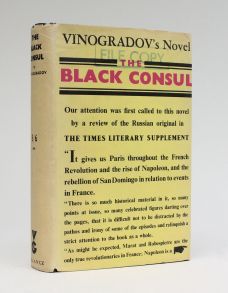 VINOGRADOV's Novel
FILE COPY
THE
BLACK CONSUL
Our attention was first called to this novel
by a review of the Russian original in
THE TIMES LITERARY SUPPLEMENT
"It gives us Paris throughout the French
Revolution and the rise of Napoleon, and the
rebellion of San Domingo in relation to events
in France.
"There is so much historical material in it, so many
points at issue, so many celebrated figures darting over
the pages, that it is difficult not to be distracted by the
pathos and irony of some of the episodes and relinquish a
strict attention to the book as a whole.
"As might be expected, Marat and Robespierre are the
only true revolutionaries in France; Napoleon is a
THE
BLACK
CONSUL